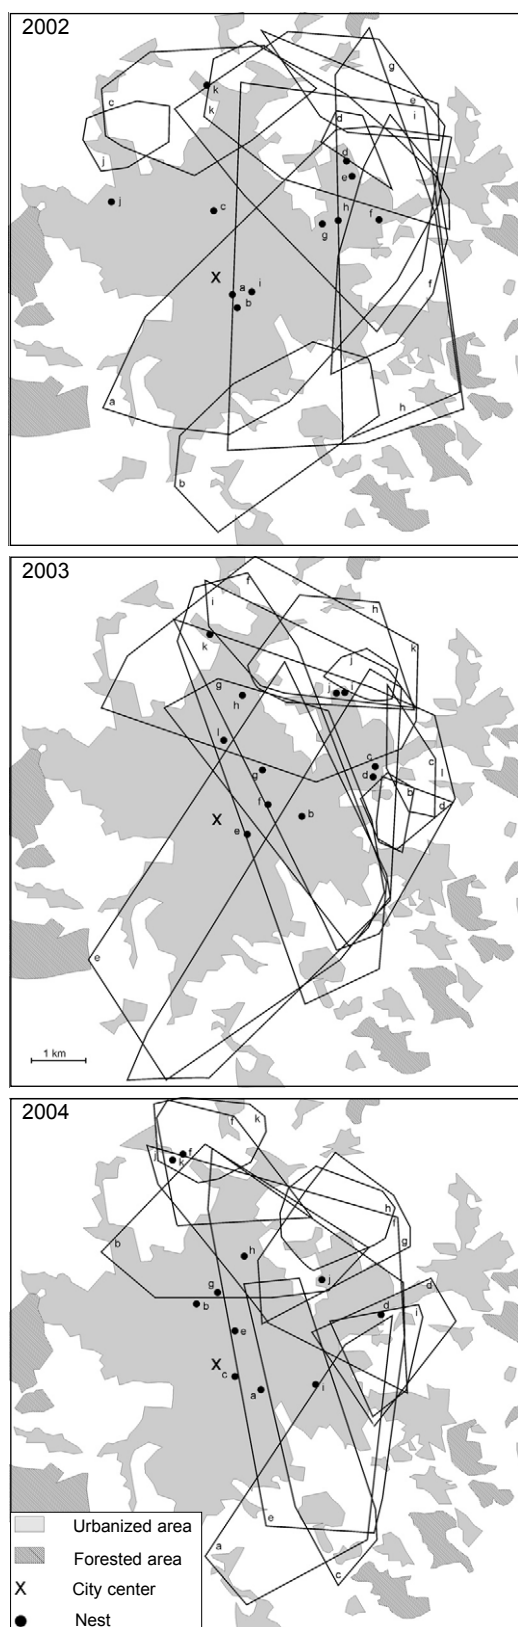 2002
c
k
k
j
g
e
i
d
d
e
j
c
h
f
g
X
a
i
b
f
a
h
b
2003
f
i
h
k
k
j
g
h
j
i
l
c
c
g
d
l
b
f
b
d
X
e
e
1 km
2004
f
k
j
f
k
h
f
b
h
g
j
g
d
b
d
i
e
X
c
a
i
e
a
c
Urbanized area
Forested area
X City center
Nest